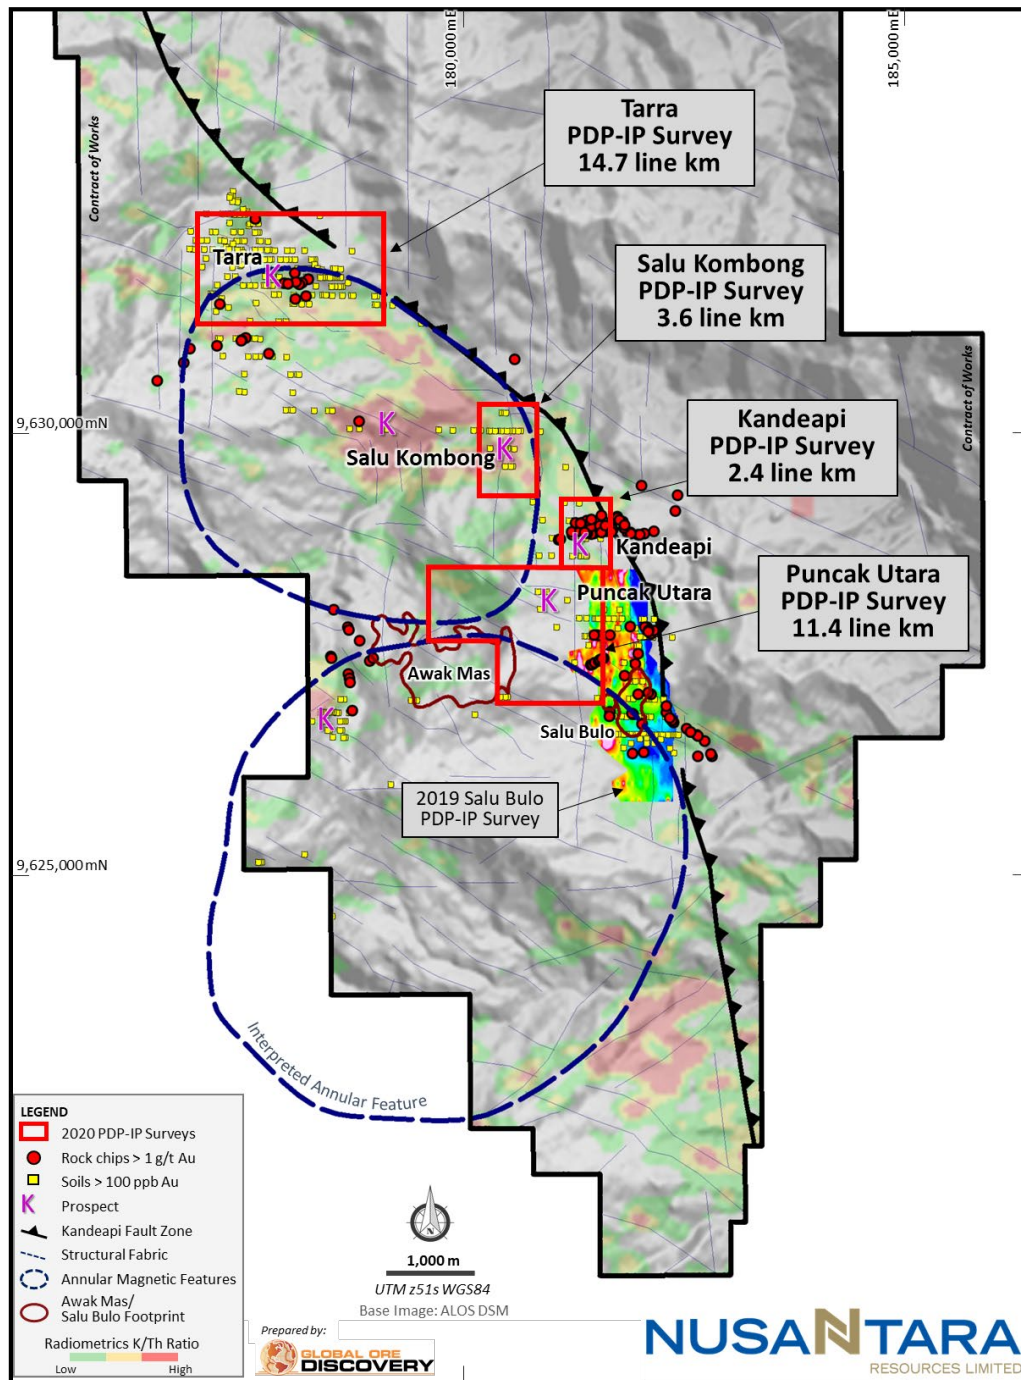 180,000mE
185,000mE
Contract of Works
Tarra
PDP-IP Survey
14.7 line km
Tarra
K
Salu Kombong
PDP-IP Survey
3.6 line km
Contract of Works
9,630,000mN
K
Salu Kombong
K
Kandeapi
PDP-IP Survey
2.4 line km
K
Kandeapi
Puncak Utara
PDP-IP Survey
11.4 line km
K
Puncak Utara
Awak Mas
K
Salu Bulo
2019 Salu Bulo
PDP-IP Survey
9,625,000mN
Interpreted Annular Feature
LEGEND
2020 PDP-IP Surveys
Rock chips > 1 g/t Au
Soils > 100 ppb Au
K Prospect
Kandeapi Fault Zone
Structural Fabric
Annular Magnetic Features
Awak Mas/
Salu Bulo Footprint
Radiometrics K/Th Ratio
Low High
N
1,000 m
UTM z51s WGS84
Base Image: ALOS DSM
Prepared by:
GLOBAL ORE
DISCOVERY
NUSANTARA
RESOURCES LIMITED